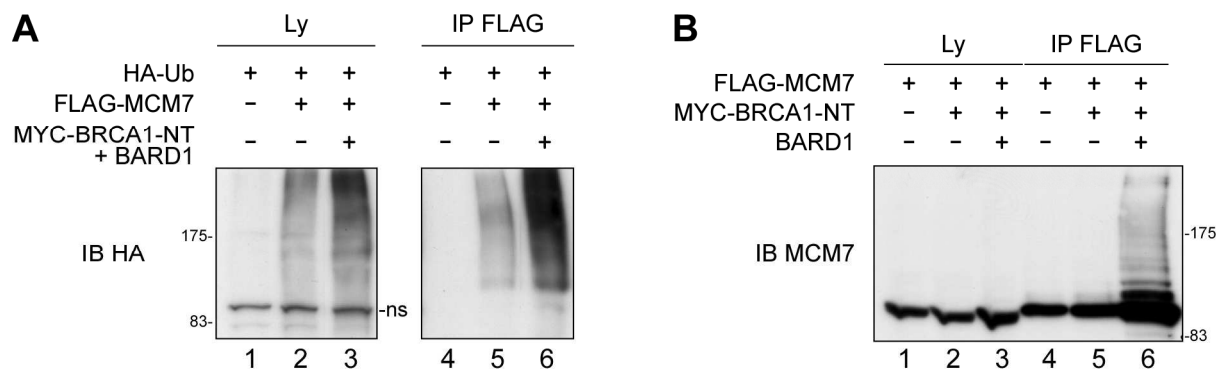 A
Ly
IP FLAG
HA-Ub + + + + + +
FLAG-MCM7 - + + - + +
MYC-BRCA1-NT
+ BARD1 - - + - - +
175-
IB HA
-ns
83-
1 2 3 4 5 6
B
Ly
IP FLAG
FLAG-MCM7 + + + + + +
MYC-BRCA1-NT - + + - + +
BARD1 - - + - - +
-175
IB MCM7
-83
1 2 3 4 5 6